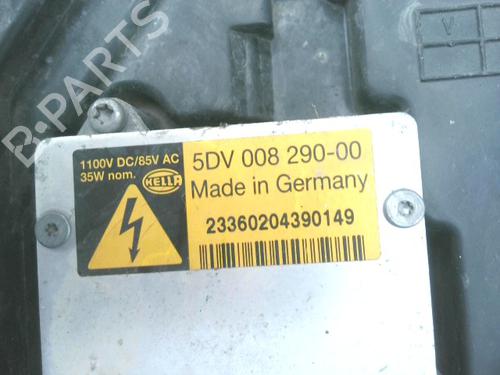 1100V DC/85V AC
35W nom.
HELLA
5DV 008 290-00
Made in Germany
23360204390149
B-PARTS
V